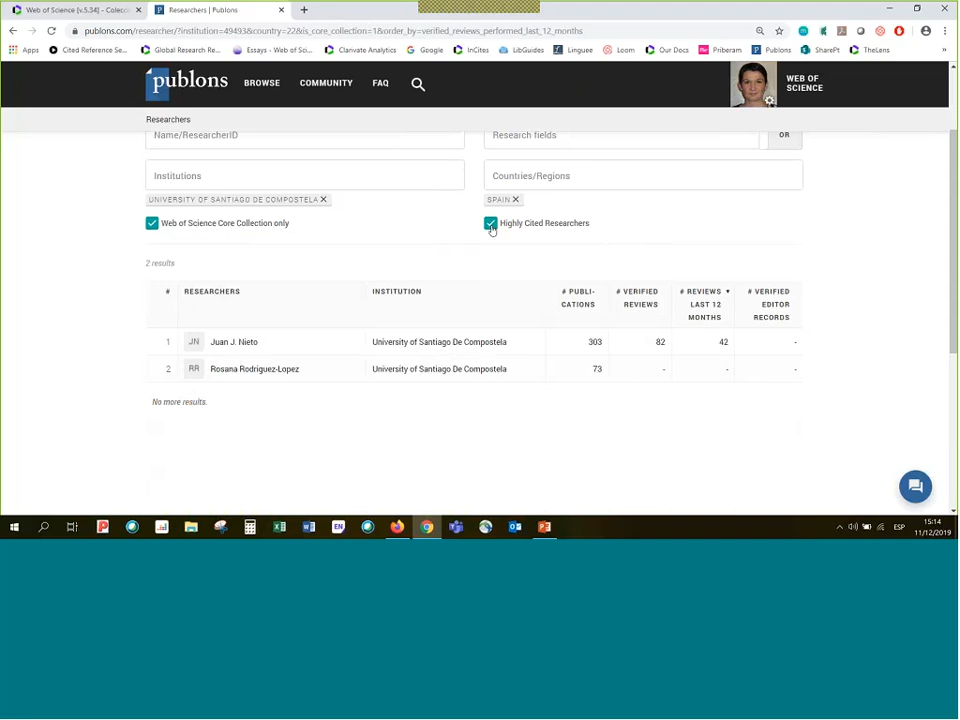 Web of Science [v.5.34] - Colecc
Researchers | Publons
publons.com/researcher/?institution=49493&country=22&is_core_collection=1&order_by=verified_reviews_performed_last_12_months
Apps Cited Reference Se... Global Research Re... Essays - Web of Sci... Clarivate Analytics Google InCites LibGuides Linguee Loom Our Docs Priberam Publons SharePt TheLens »
publons BROWSE COMMUNITY FAQ WEB OF
SCIENCE
Researchers
Name/ResearcherID Research fields OR
Institutions Countries/Regions
UNIVERSITY OF SANTIAGO DE COMPOSTELA SPAIN
Web of Science Core Collection only Highly Cited Researchers
2 results
# RESEARCHERS INSTITUTION # PUBLI-
CATIONS # VERIFIED
REVIEWS # REVIEWS
LAST 12
MONTHS # VERIFIED
EDITOR
RECORDS
1 JN Juan J. Nieto University of Santiago De Compostela 303 82 42 -
2 RR Rosana Rodriguez-Lopez University of Santiago De Compostela 73 - - -
No more results.
EN ESP 15:14
11/12/2019